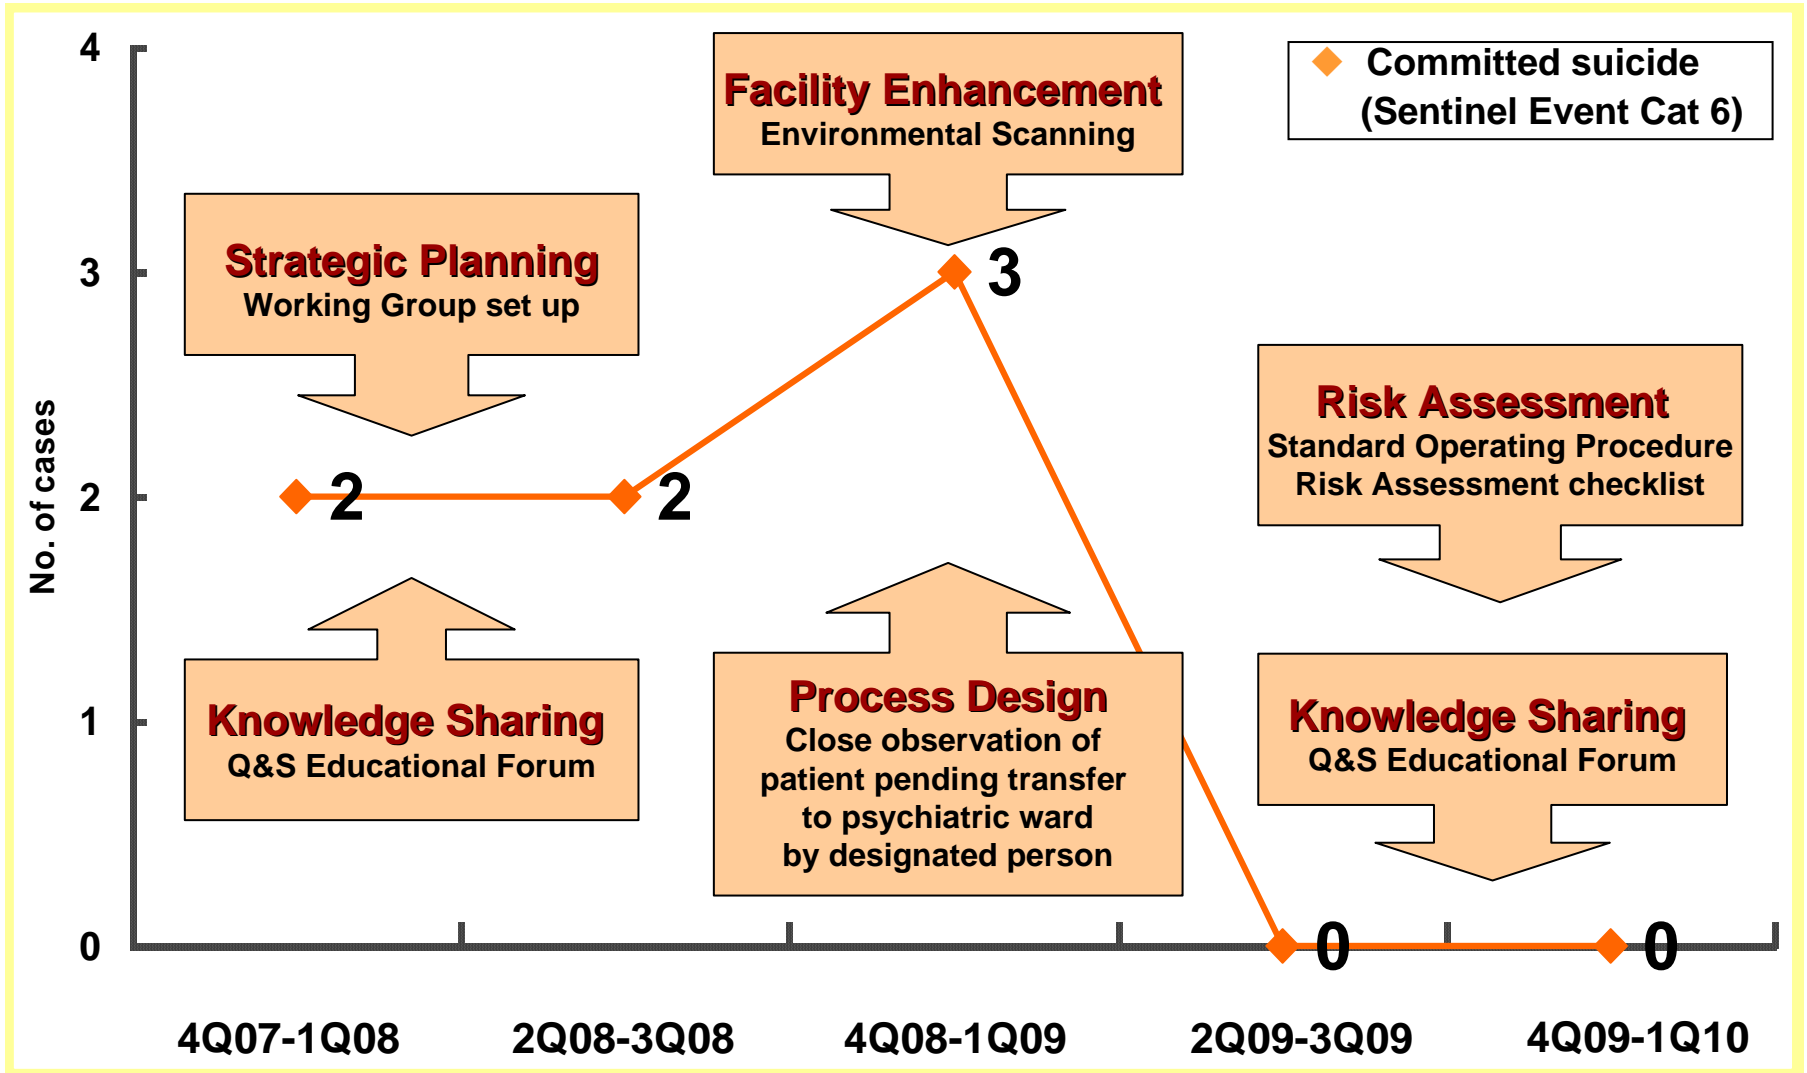 4
3
2
1
0
No. of cases
Committed suicide
(Sentinel Event Cat 6)
Facility Enhancement
Environmental Scanning
Strategic Planning
Working Group set up
3
2
2
Risk Assessment
Standard Operating Procedure
Risk Assessment checklist
Knowledge Sharing
Q&S Educational Forum
Process Design
Close observation of
patient pending transfer
to psychiatric ward
by designated person
Knowledge Sharing
Q&S Educational Forum
0
0
4Q07-1Q08
2Q08-3Q08
4Q08-1Q09
2Q09-3Q09
4Q09-1Q10